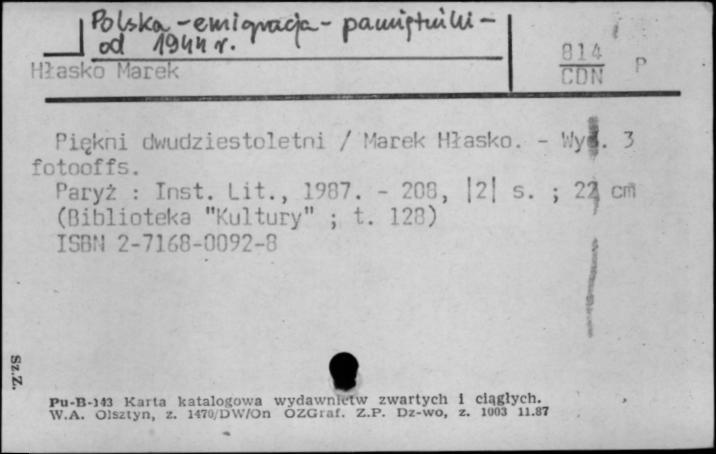 Polska - emigracja - pamiętniki -
od 1944 r.
814
CDN
P
Hłasko Marek
Piękni dwudziestoletni / Marek Hłasko. - Wyd. 3
fotooffs.
Paryż : Inst. Lit., 1987. - 208, |2| s. ; 22 cm
(Biblioteka "Kultury" ; t. 128)
ISBN 2-7168-0092-8
Sz.Z.
Pu-B-143 Karta katalogowa wydawnictw zwartych i ciągłych.
W.A. Olsztyn, z. 1470/DW/On OZGraf. Z.P. Dz-wo, z. 1003 11.87